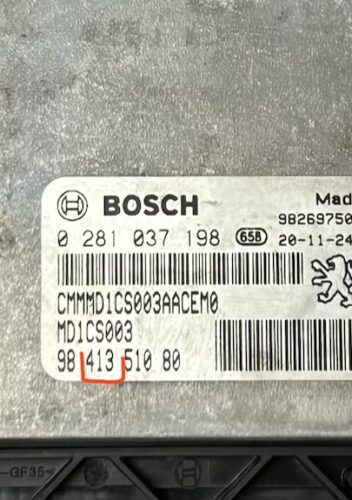 BOSCH
Mad
98269750
0 281 037 198 658 20-11-24
CMMMD1CS003AACEM0
MD1CS003
98 413 510 80
-GF35-